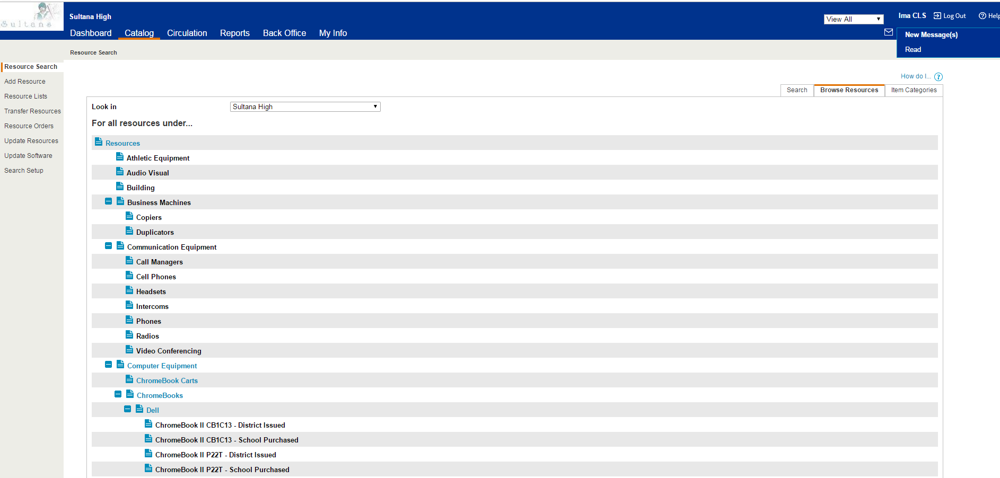 Sultans
Sultana High
View All
Ima CLS Log Out Help
Dashboard Catalog Circulation Reports Back Office My Info
New Message(s)
Read
Resource Search
Resource Search
Add Resource
Resource Lists
Transfer Resources
Resource Orders
Update Resources
Update Software
Search Setup
How do I... ?
Search Browse Resources Item Categories
Look in Sultana High
For all resources under...
Resources
Athletic Equipment
Audio Visual
Building
Business Machines
Copiers
Duplicators
Communication Equipment
Call Managers
Cell Phones
Headsets
Intercoms
Phones
Radios
Video Conferencing
Computer Equipment
ChromeBook Carts
ChromeBooks
Dell
ChromeBook II CB1C13 - District Issued
ChromeBook II CB1C13 - School Purchased
ChromeBook II P22T - District Issued
ChromeBook II P22T - School Purchased